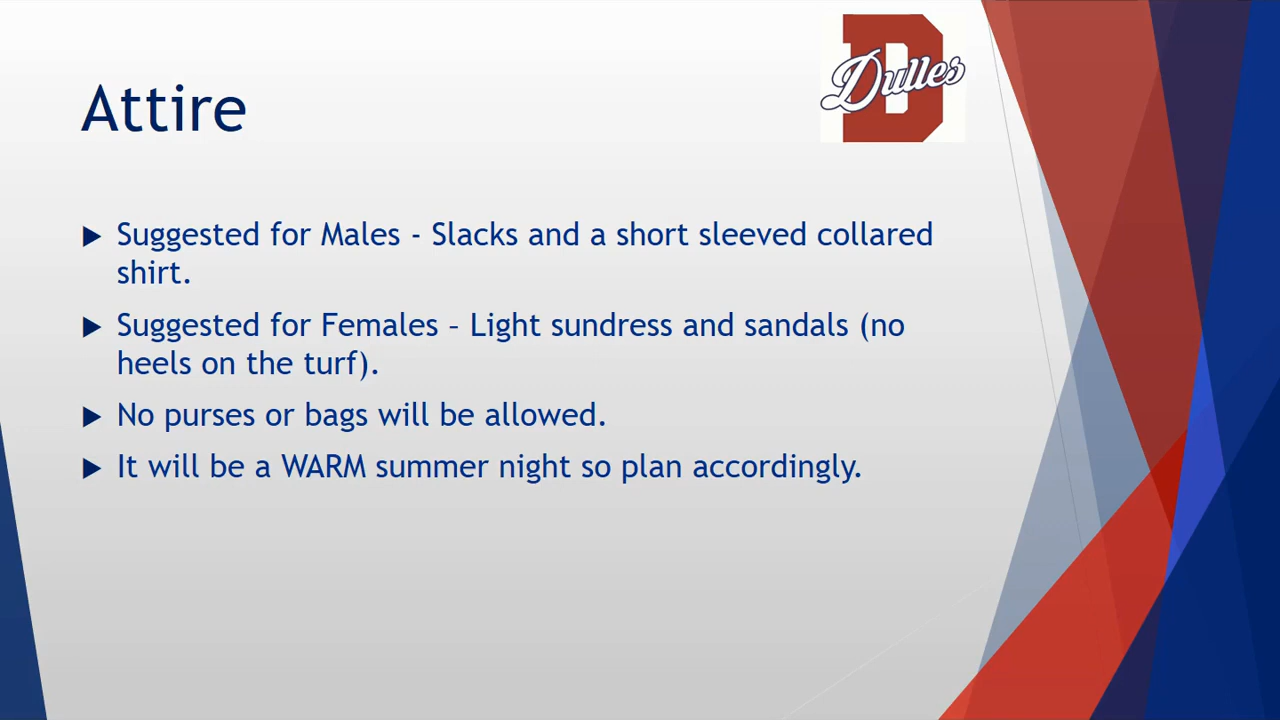 Dulles
Attire
Suggested for Males - Slacks and a short sleeved collared
shirt.
Suggested for Females – Light sundress and sandals (no
heels on the turf).
No purses or bags will be allowed.
It will be a WARM summer night so plan accordingly.